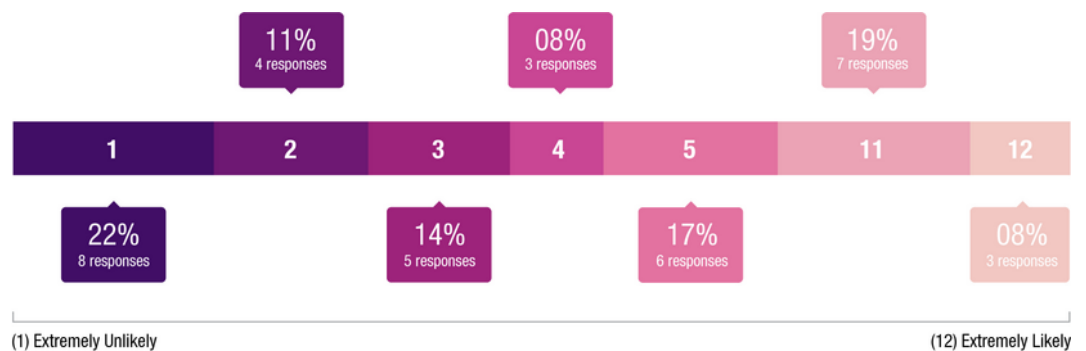 11%
4 responses
08%
3 responses
19%
7 responses
1
2
3
4
5
11
12
22%
8 responses
14%
5 responses
17%
6 responses
08%
3 responses
(1) Extremely Unlikely
(12) Extremely Likely